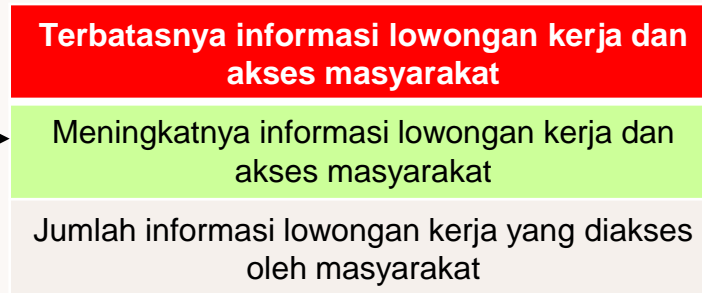 Terbatasnya informasi lowongan kerja dan
akses masyarakat
Meningkatnya informasi lowongan kerja dan
akses masyarakat
Jumlah informasi lowongan kerja yang diakses
oleh masyarakat